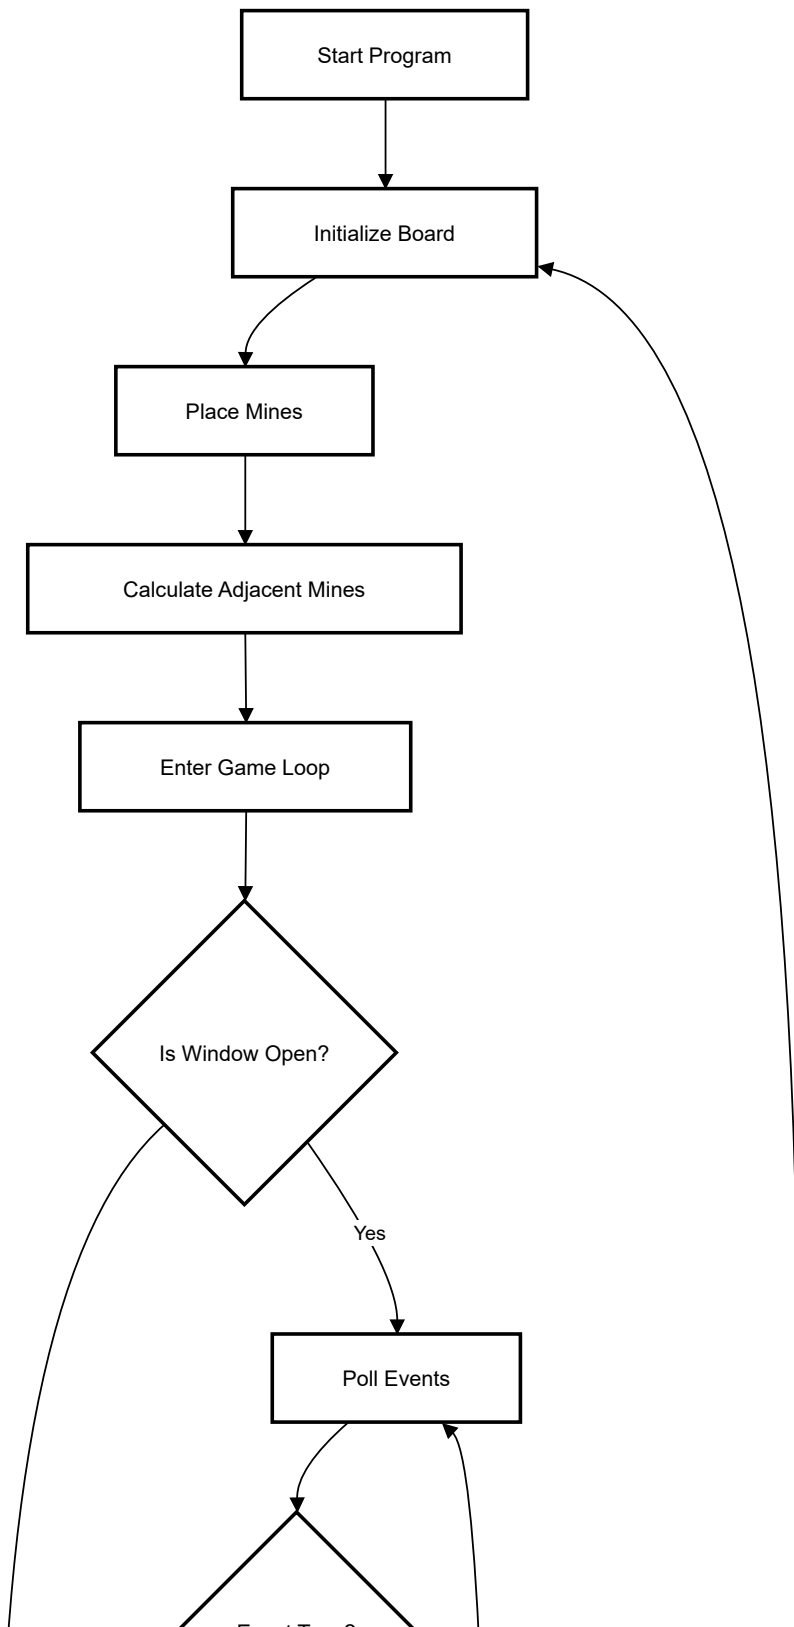 Start Program
Initialize Board
Place Mines
Calculate Adjacent Mines
Enter Game Loop
Is Window Open?
Yes
Poll Events